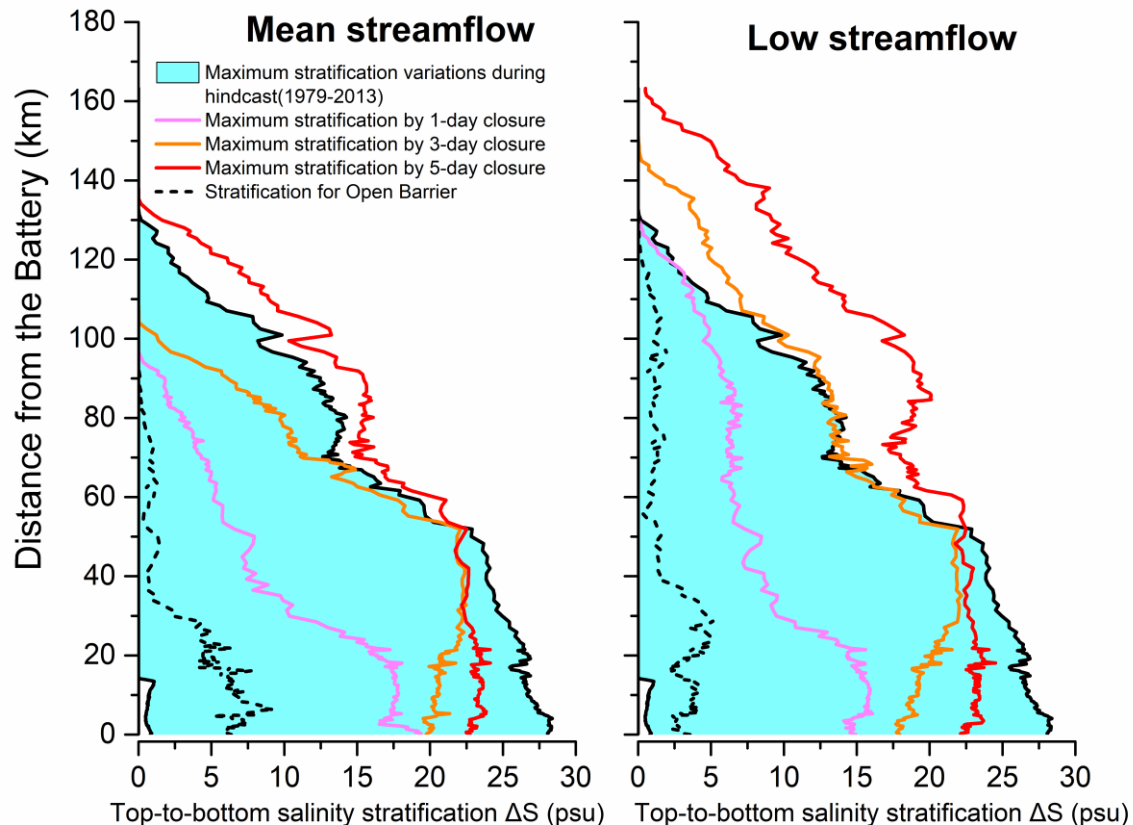 Mean streamflow
Low streamflow
Maximum stratification variations during
hindcast(1979-2013)
Maximum stratification by 1-day closure
Maximum stratification by 3-day closure
Maximum stratification by 5-day closure
Stratification for Open Barrier
Distance from the Battery (km)
180
160
140
120
100
80
60
40
20
0
0 5 10 15 20 25 30
0 5 10 15 20 25 30
Top-to-bottom salinity stratification ΔS (psu)
Top-to-bottom salinity stratification ΔS (psu)